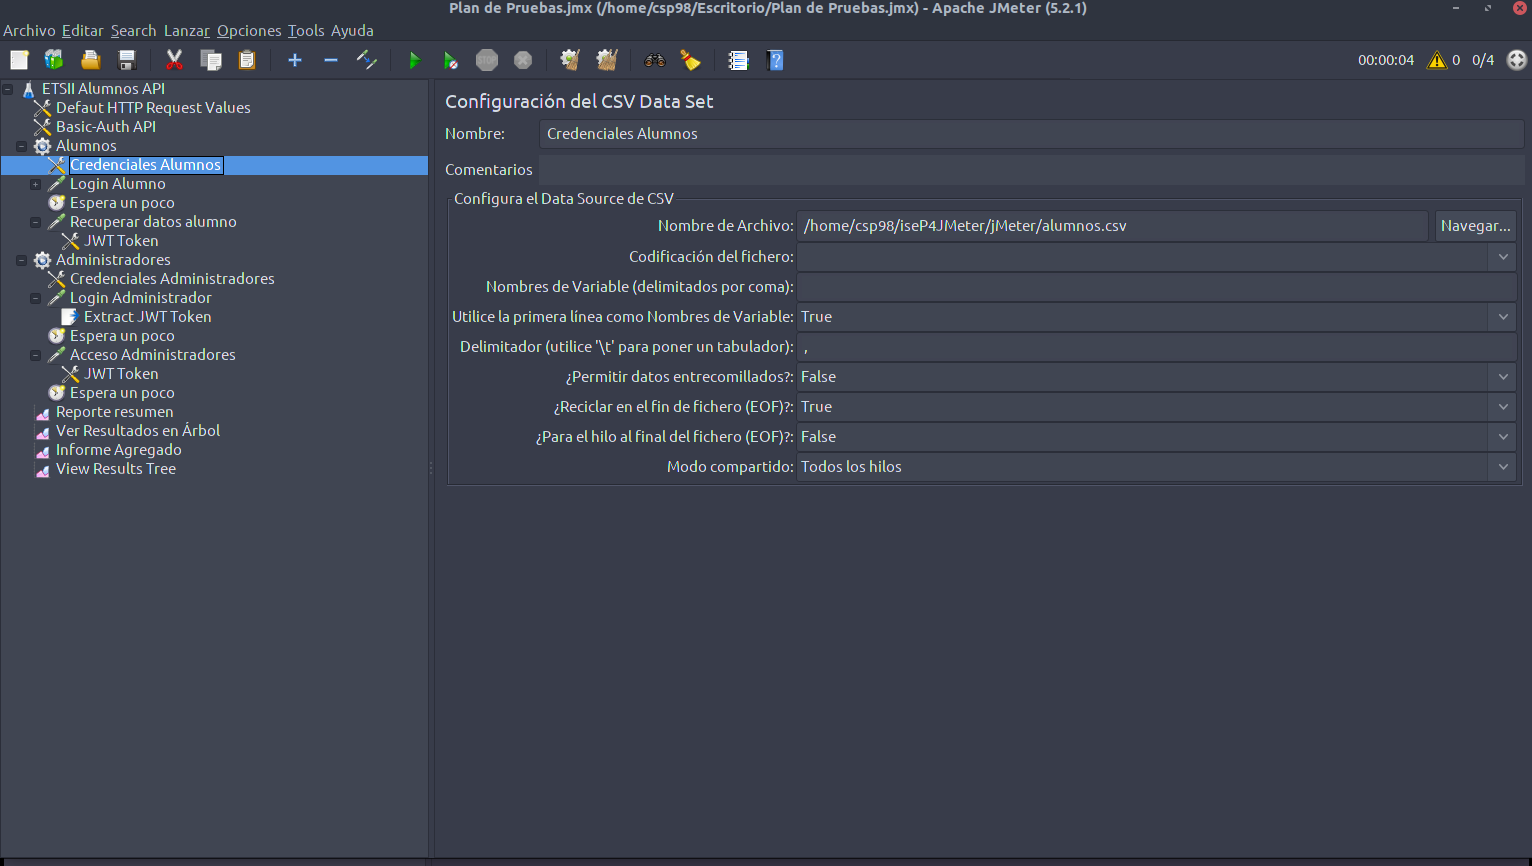 Plan de Pruebas.jmx (/home/csp98/Escritorio/Plan de Pruebas.jmx) - Apache JMeter (5.2.1)
Archivo Editar Search Lanzar Opciones Tools Ayuda
STOP 00:00:04 0 0/4
ETSII Alumnos API
Defaut HTTP Request Values
Basic-Auth API
Alumnos
Credenciales Alumnos
Login Alumno
Espera un poco
Recuperar datos alumno
JWT Token
Administradores
Credenciales Administradores
Login Administrador
Extract JWT Token
Espera un poco
Acceso Administradores
JWT Token
Espera un poco
Reporte resumen
Ver Resultados en Árbol
Informe Agregado
View Results Tree
Configuración del CSV Data Set
Nombre: Credenciales Alumnos
Comentarios
Configura el Data Source de CSV
Nombre de Archivo: /home/csp98/iseP4JMeter/jMeter/alumnos.csv Navegar...
Codificación del fichero:
Nombres de Variable (delimitados por coma):
Utilice la primera línea como Nombres de Variable: True
Delimitador (utilice '\t' para poner un tabulador): ,
¿Permitir datos entrecomillados?: False
¿Reciclar en el fin de fichero (EOF)?: True
¿Para el hilo al final del fichero (EOF)?: False
Modo compartido: Todos los hilos